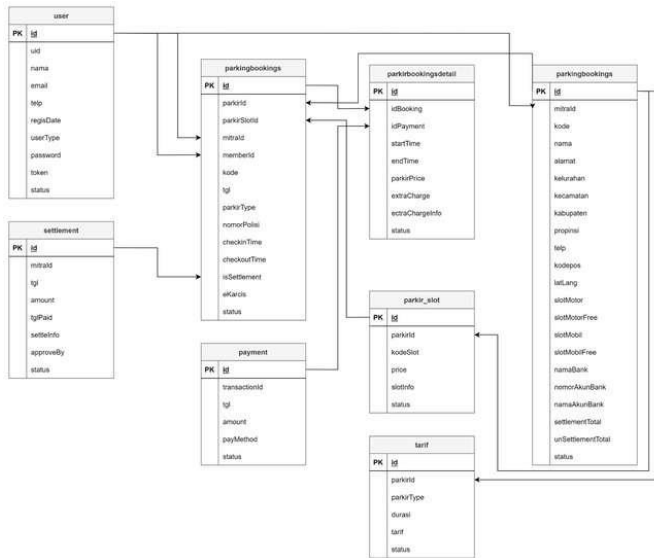 user
PK id
uid
nama
email
telp
regisDate
userType
password
token
status
settlement
PK id
mitraId
tgl
amount
tglPaid
settleInfo
approveBy
status
parkingbookings
PK id
parkirId
parkirSlotId
mitraId
memberId
kode
tgl
parkirType
nomorPolisi
checkinTime
checkoutTime
isSettlement
eKarcis
status
payment
PK id
transactionId
tgl
amount
payMethod
status
parkirbookingsdetail
PK id
idBooking
idPayment
startTime
endTime
parkirPrice
extraCharge
ectraChargeInfo
status
parkir_slot
PK id
parkirId
kodeSlot
price
slotInfo
status
tarif
PK id
parkirId
parkirType
durasi
tarif
status
parkingbookings
PK id
mitraId
kode
nama
alamat
kelurahan
kecamatan
kabupaten
propinsi
telp
kodepos
latLang
slotMotor
slotMotorFree
slotMobil
slotMobilFree
namaBank
nomorAkunBank
namaAkunBank
settlementTotal
unSettlementTotal
status